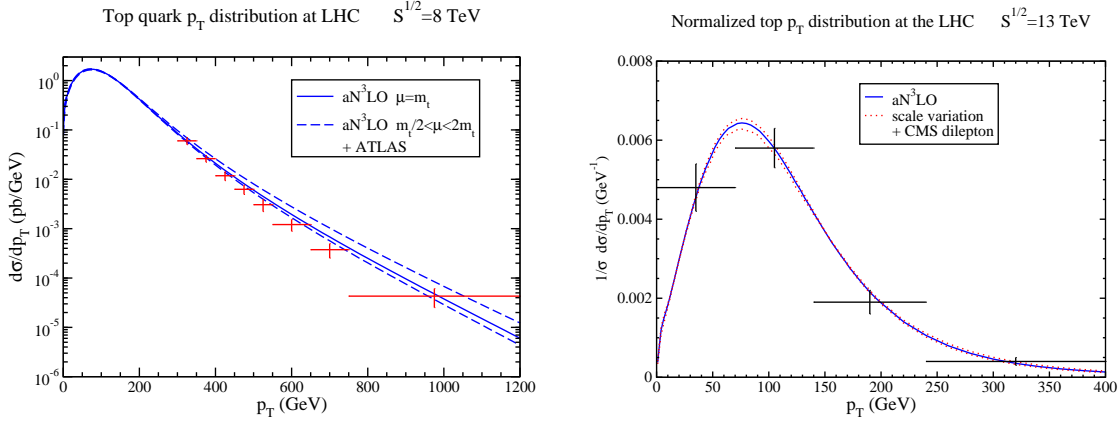 Top quark p_T distribution at LHC S^1/2=8 TeV
10^0
10^-1
10^-2
10^-3
10^-4
10^-5
10^-6
dσ/dp_T (pb/GeV)
aN^3LO μ=m_t
aN^3LO m_t/2<μ<2m_t
+ ATLAS
0 200 400 600 800 1000 1200
p_T (GeV)
Normalized top p_T distribution at the LHC S^1/2=13 TeV
0.008
0.006
0.004
0.002
0
1/σ dσ/dp_T (GeV^-1)
aN^3LO
scale variation
+ CMS dilepton
0 50 100 150 200 250 300 350 400
p_T (GeV)